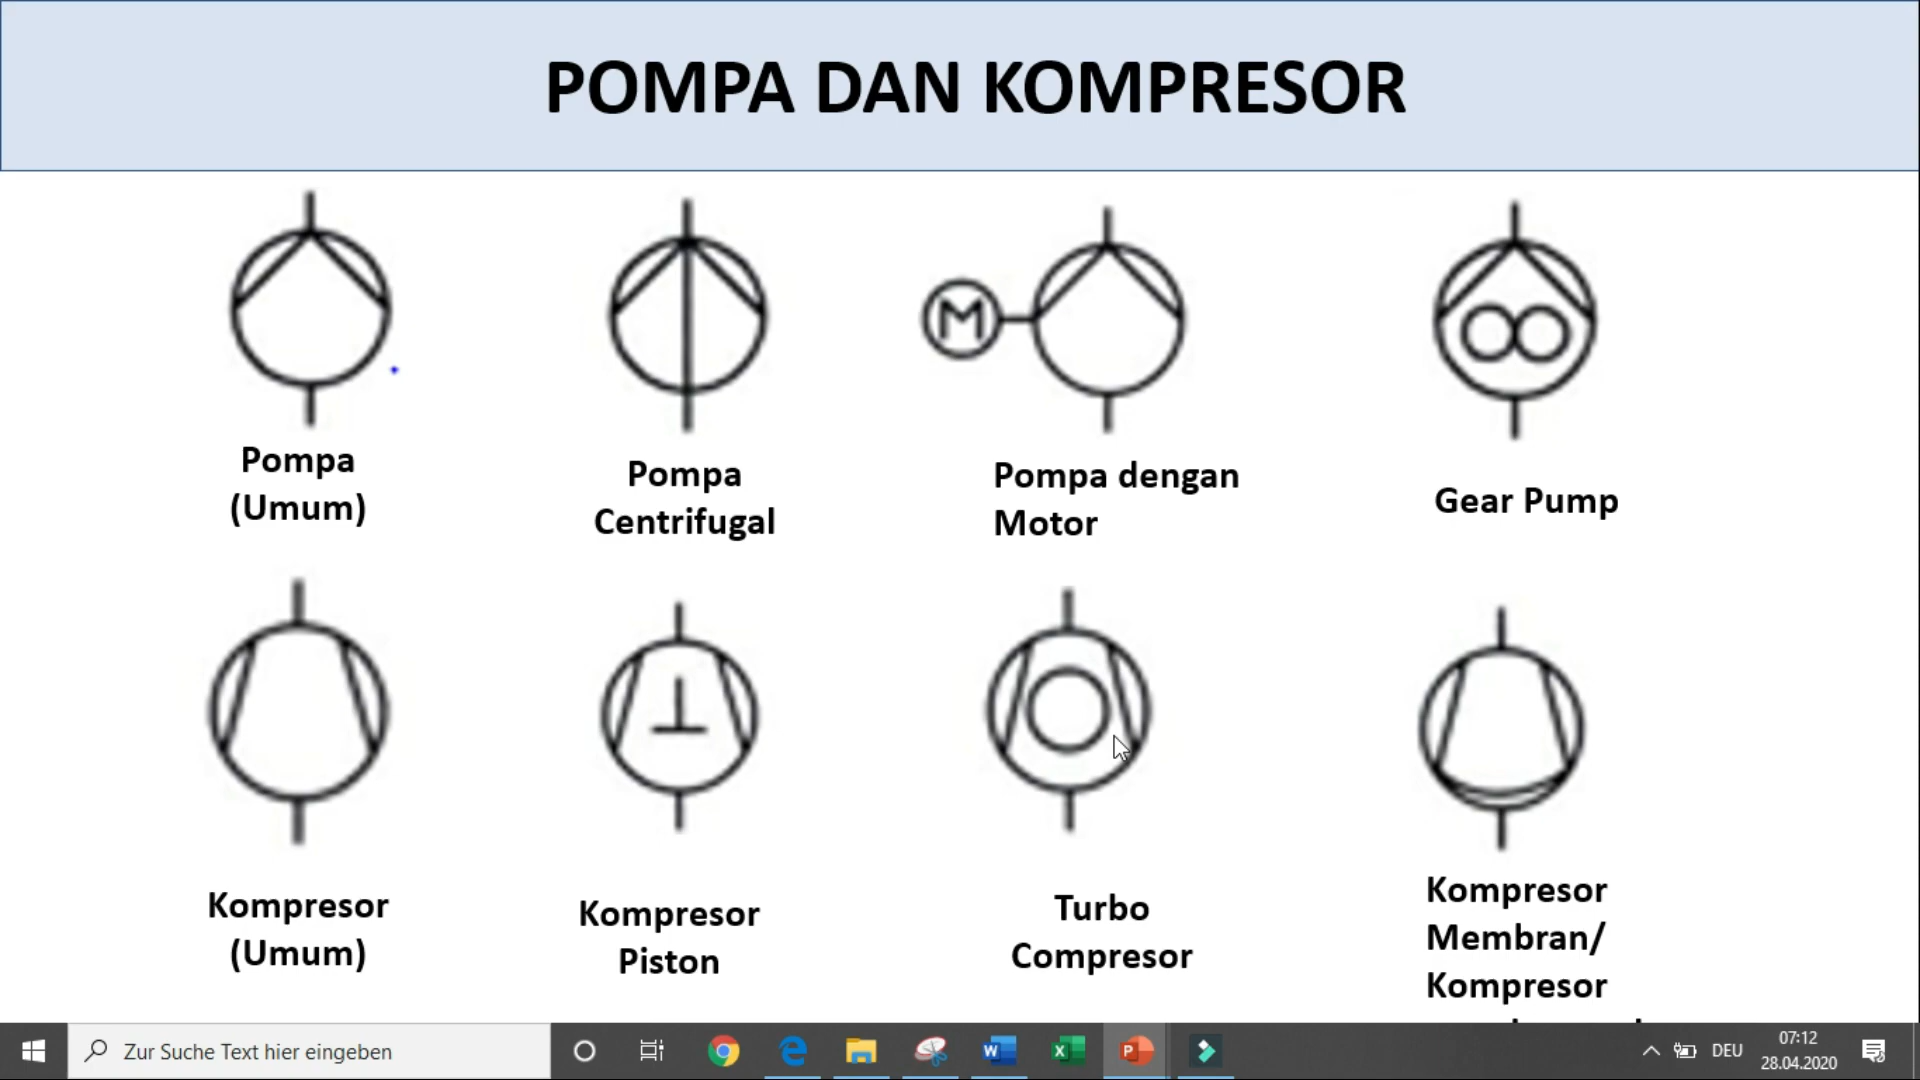 POMPA DAN KOMPRESOR
M
Pompa
(Umum)
Pompa
Centrifugal
Pompa dengan
Motor
Gear Pump
Kompresor
(Umum)
Kompresor
Piston
Turbo
Compresor
Kompresor
Membran/
Kompresor
Zur Suche Text hier eingeben
DEU
07:12
28.04.2020